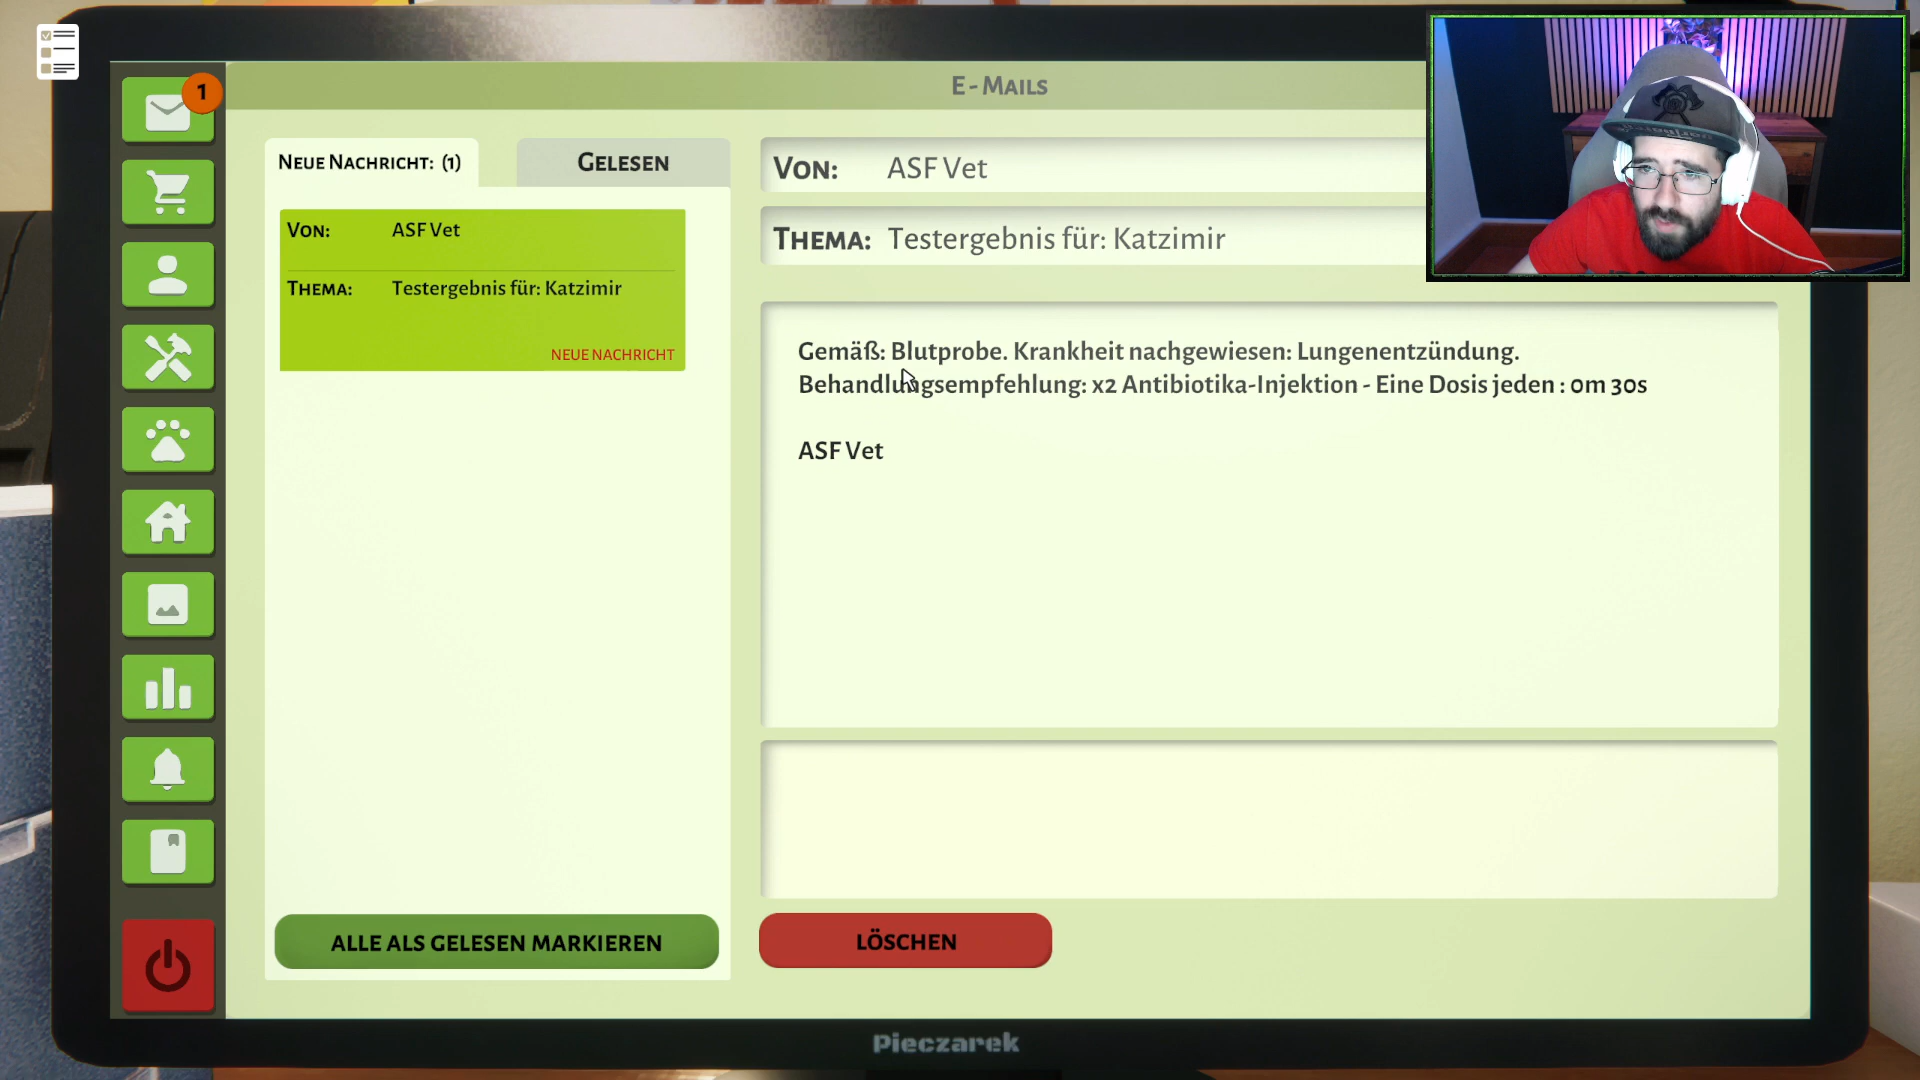 1
E - Mails
Neue Nachricht: (1)
Gelesen
Von: ASF Vet
Thema: Testergebnis für: Katzimir
NEUE NACHRICHT
ALLE ALS GELESEN MARKIEREN
Von: ASF Vet
Thema: Testergebnis für: Katzimir
Gemäß: Blutprobe. Krankheit nachgewiesen: Lungenentzündung.
Behandlungsempfehlung: x2 Antibiotika-Injektion - Eine Dosis jeden : 0m 30s
ASF Vet
LÖSCHEN
Pieczarek